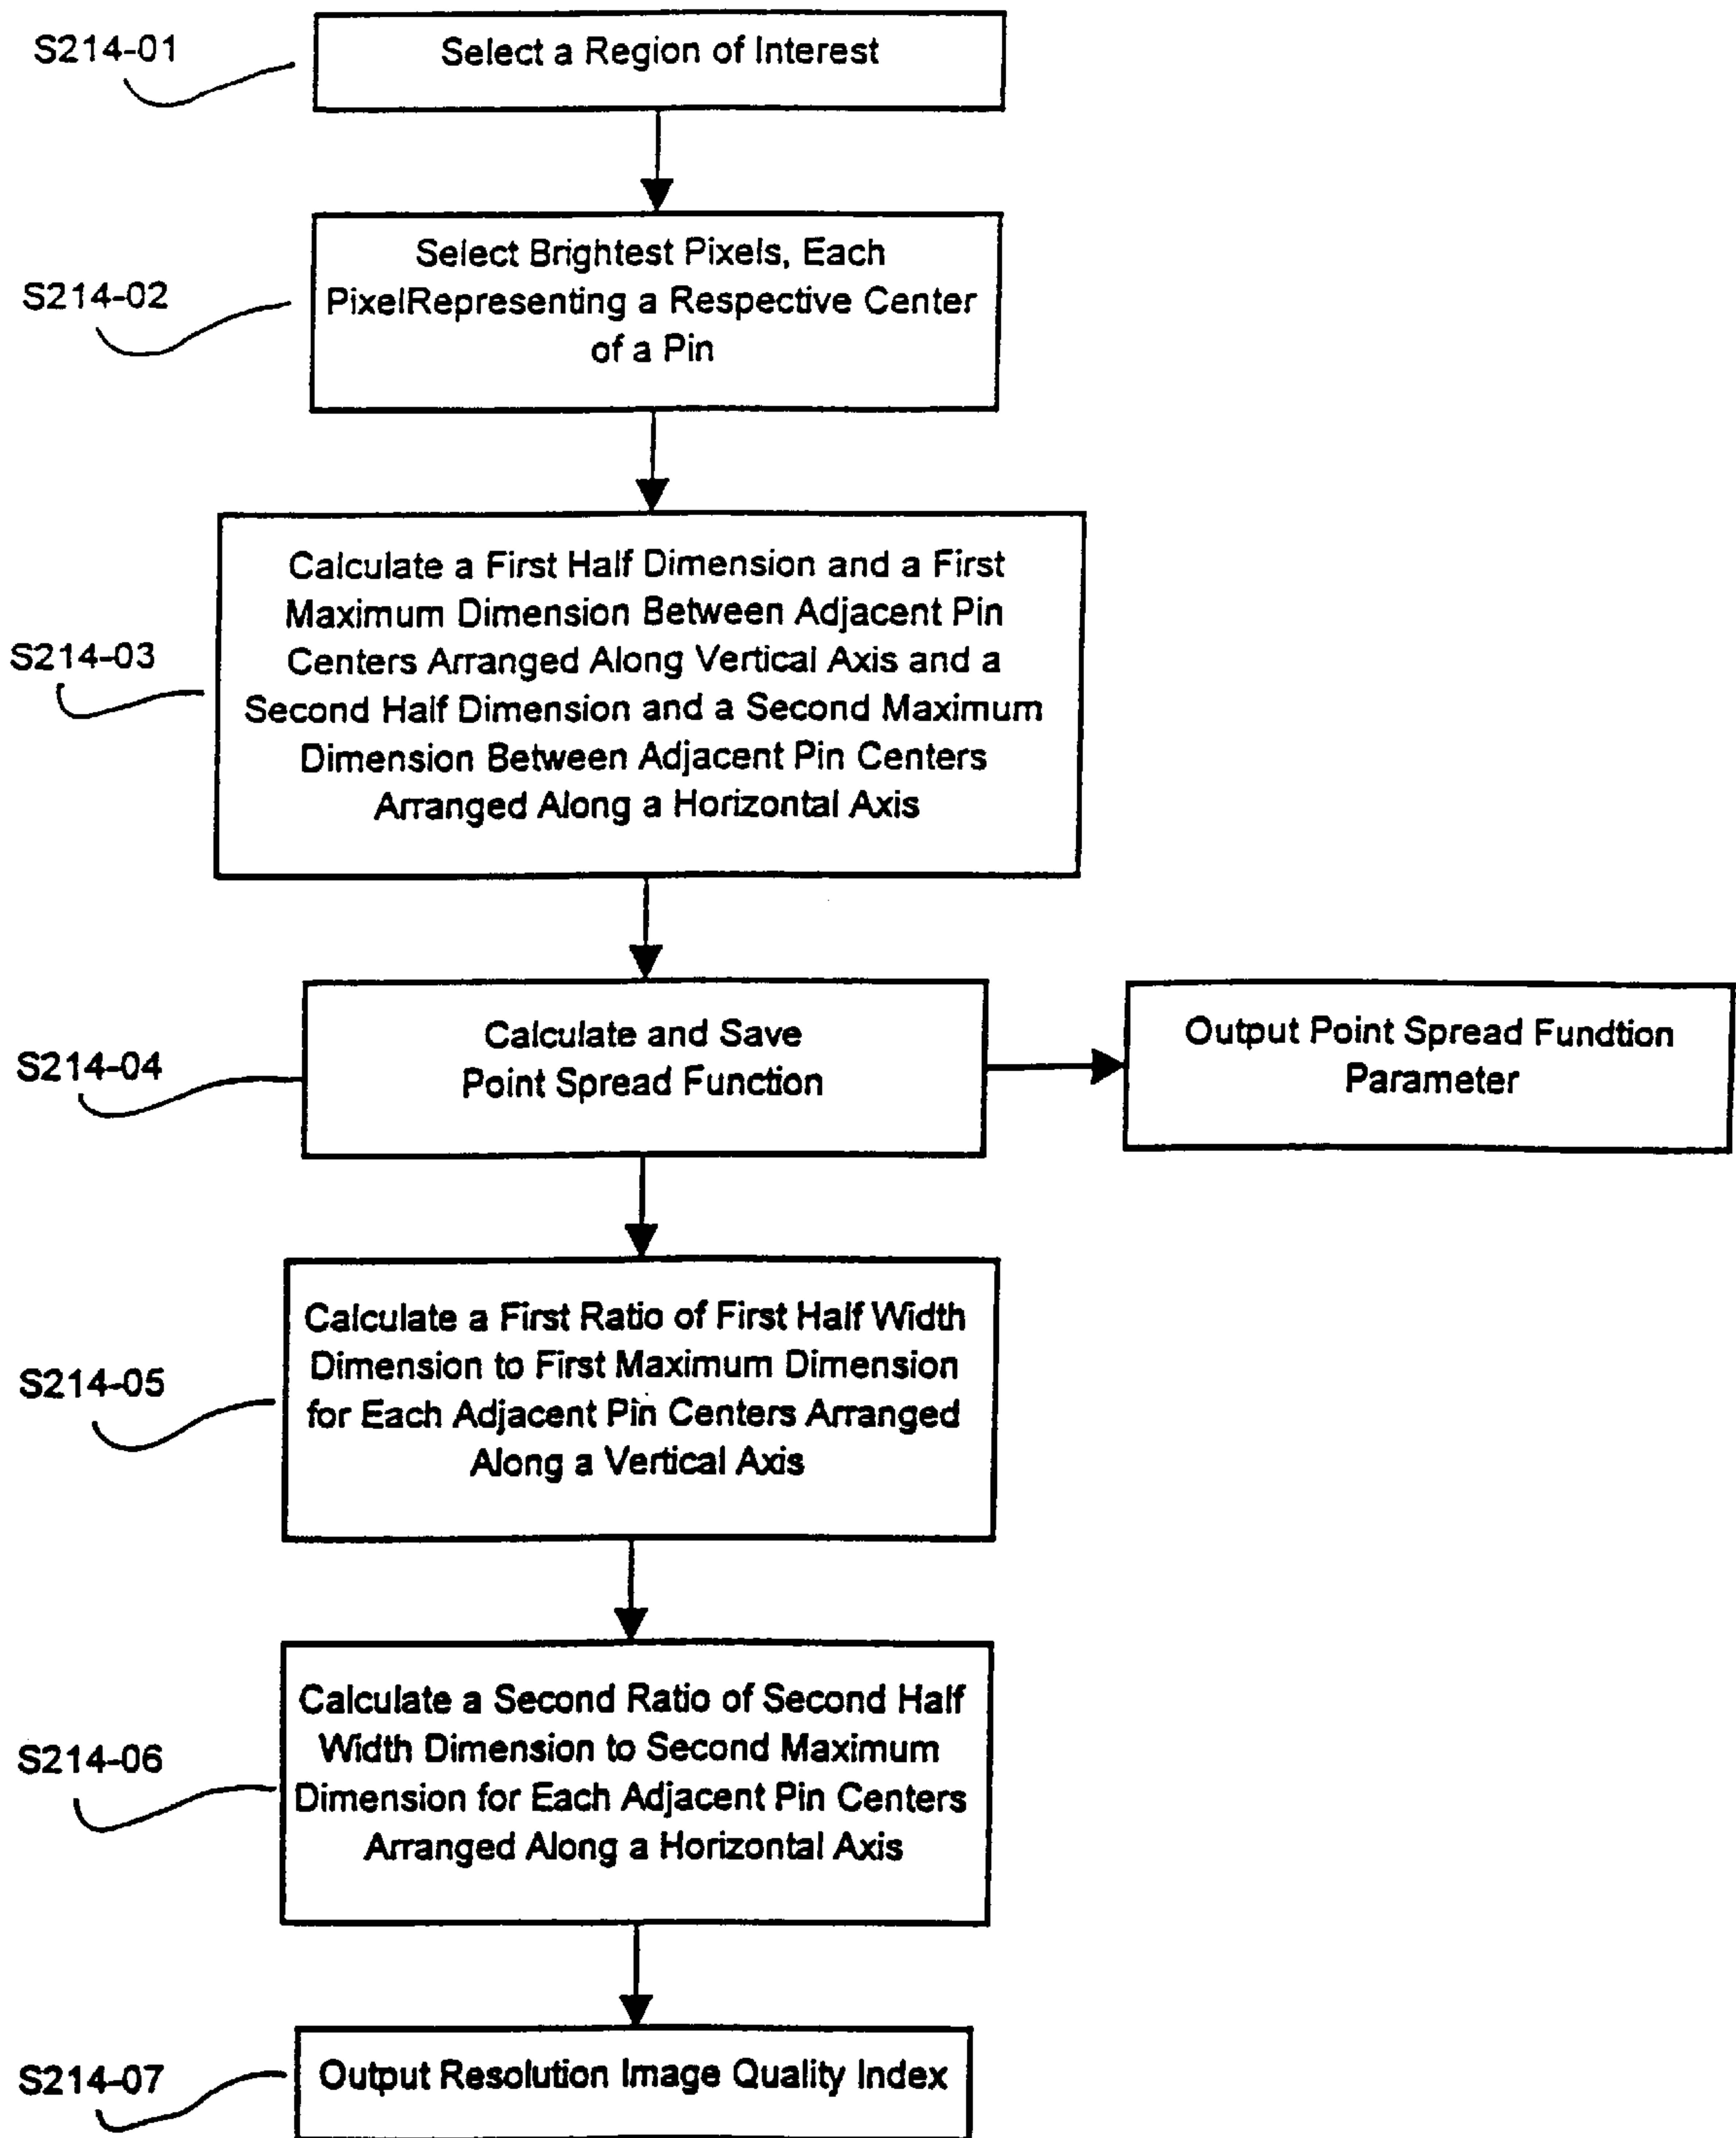 S214-01
Select a Region of Interest
S214-02
Select Brightest Pixels, Each
PixelRepresenting a Respective Center
of a Pin
S214-03
Calculate a First Half Dimension and a First
Maximum Dimension Between Adjacent Pin
Centers Arranged Along Vertical Axis and a
Second Half Dimension and a Second Maximum
Dimension Between Adjacent Pin Centers
Arranged Along a Horizontal Axis
S214-04
Calculate and Save
Point Spread Function
Output Point Spread Fundtion
Parameter
S214-05
Calculate a First Ratio of First Half Width
Dimension to First Maximum Dimension
for Each Adjacent Pin Centers Arranged
Along a Vertical Axis
S214-06
Calculate a Second Ratio of Second Half
Width Dimension to Second Maximum
Dimension for Each Adjacent Pin Centers
Arranged Along a Horizontal Axis
S214-07
Output Resolution Image Quality Index